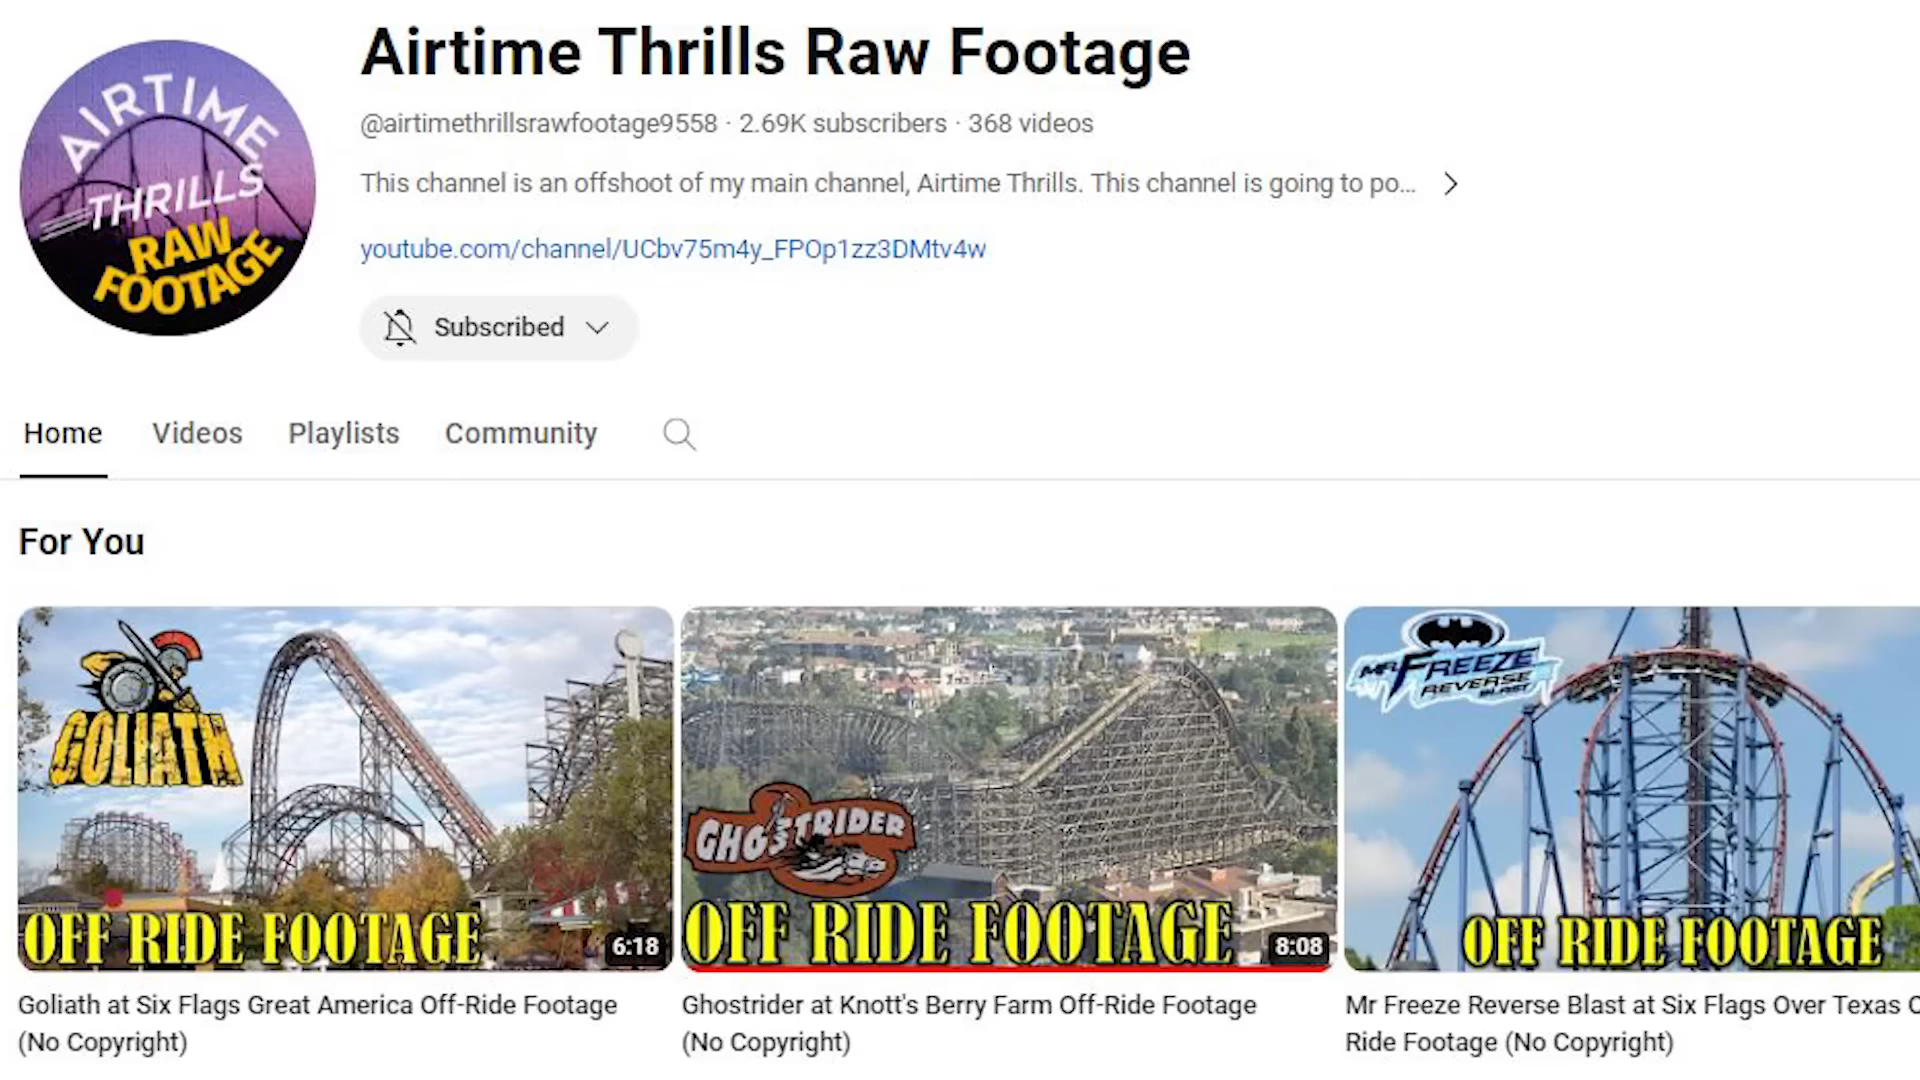 AIRTIME
THRILLS
RAW
FOOTAGE
Airtime Thrills Raw Footage
@airtimethrillsrawfootage9558 · 2.69K subscribers · 368 videos
This channel is an offshoot of my main channel, Airtime Thrills. This channel is going to po...
youtube.com/channel/UCbv75m4y_FPOp1zz3DMtv4w
Subscribed
Home Videos Playlists Community
For You
GOLIATH
OFF RIDE FOOTAGE
6:18
GHOSTRIDER
OFF RIDE FOOTAGE
8:08
MR FREEZE
REVERSE
BLAST
OFF RIDE FOOTAGE
Goliath at Six Flags Great America Off-Ride Footage
(No Copyright)
Ghostrider at Knott's Berry Farm Off-Ride Footage
(No Copyright)
Mr Freeze Reverse Blast at Six Flags Over Texas
Ride Footage (No Copyright)